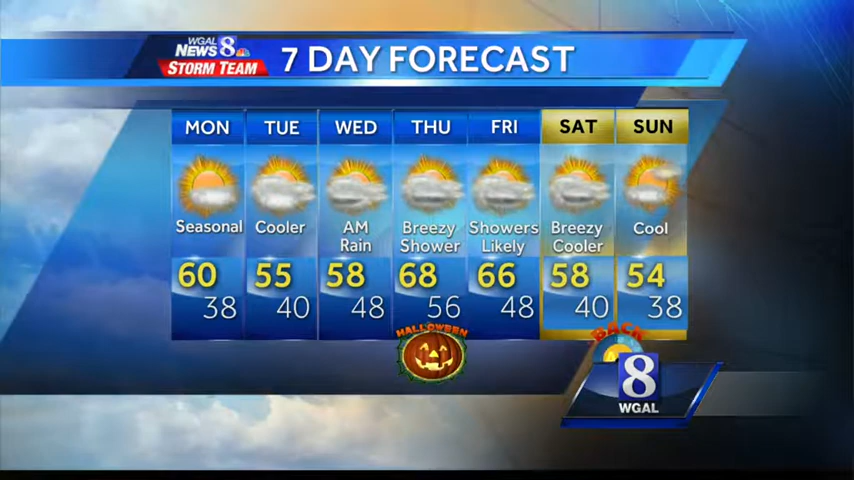 WGAL
NEWS 8
STORM TEAM
7 DAY FORECAST
MON TUE WED THU FRI SAT SUN
Seasonal Cooler AM Rain Breezy Shower Showers Likely Breezy Cooler Cool
60 55 58 68 66 58 54
38 40 48 56 48 40 38
HALLOWEEN
BACK
8
WGAL